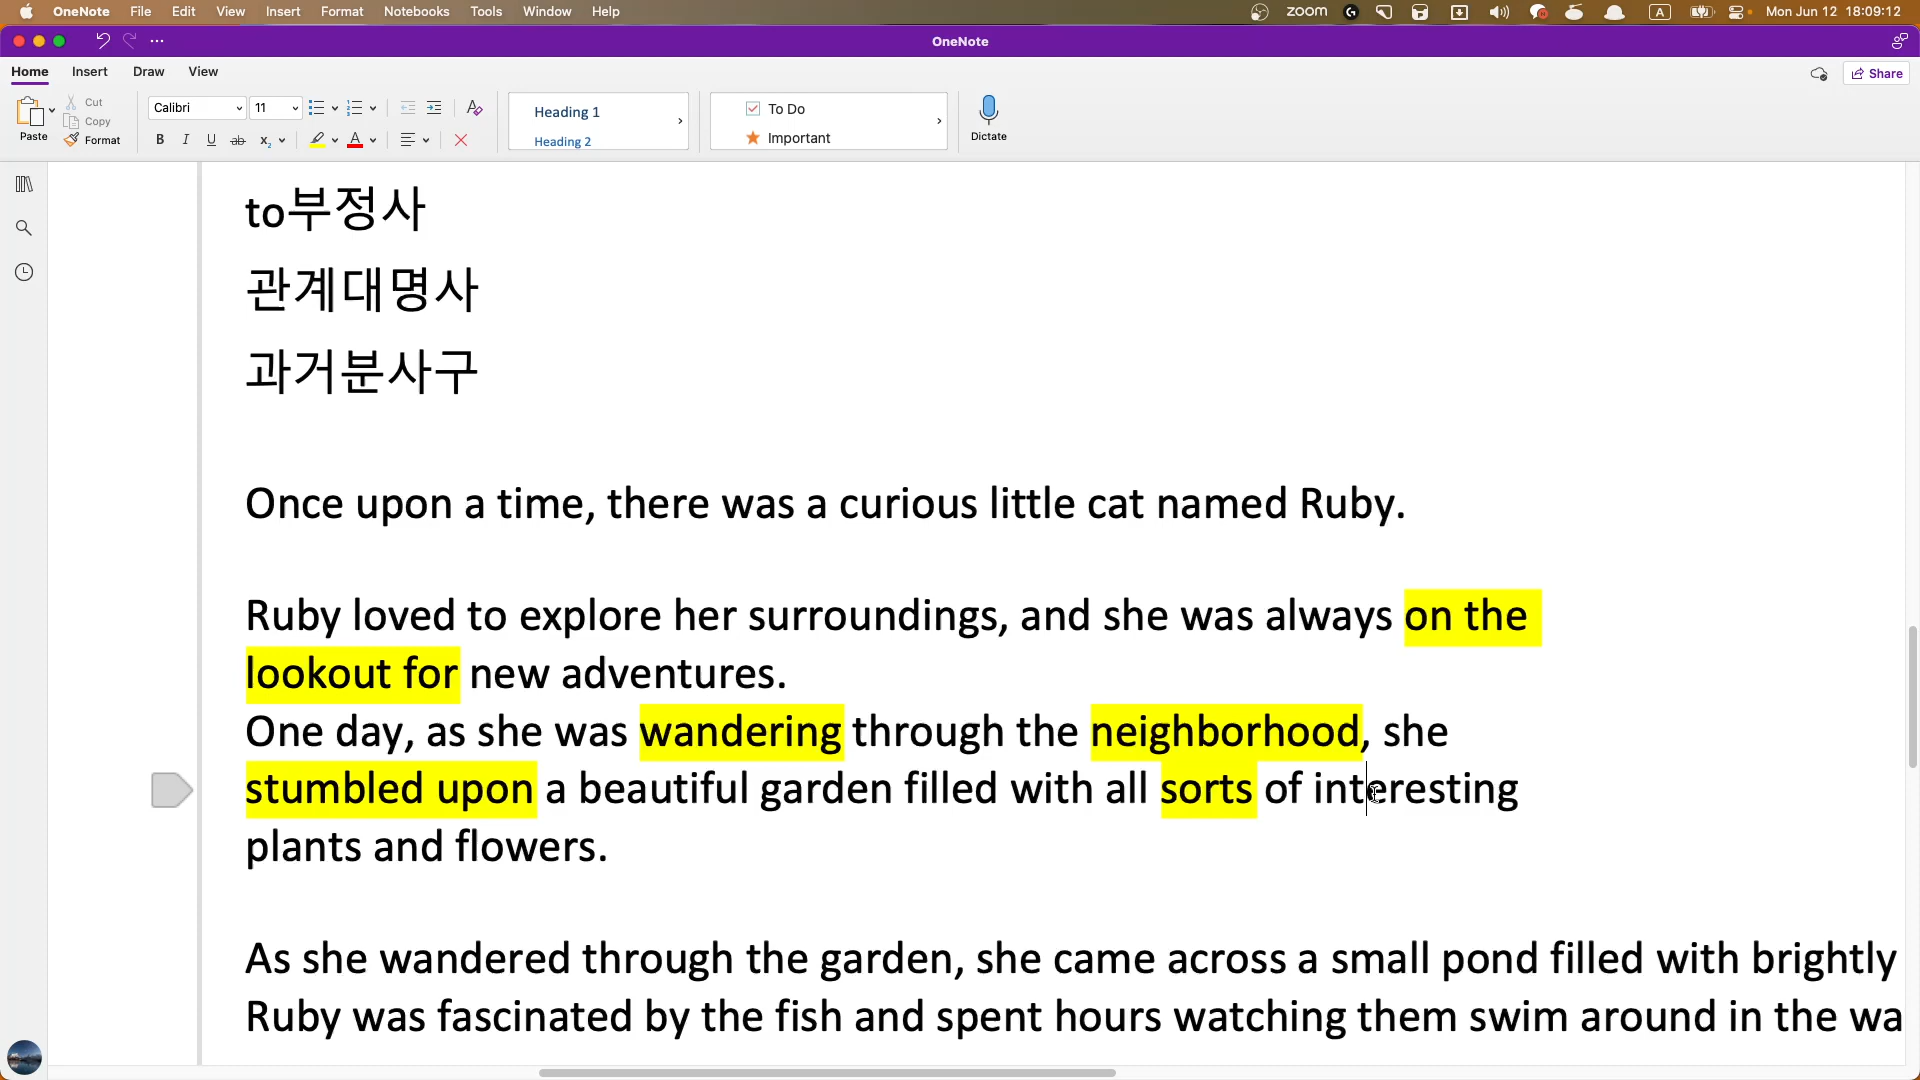 OneNote File Edit View Insert Format Notebooks Tools Window Help zoom A Mon Jun 12 18:09:12
OneNote
Home Insert Draw View Share
Paste Cut Copy Format
Calibri 11
B I U ab x₂ A
Heading 1
Heading 2
To Do
Important
Dictate
to부정사
관계대명사
과거분사구
Once upon a time, there was a curious little cat named Ruby.
Ruby loved to explore her surroundings, and she was always on the
lookout for new adventures.
One day, as she was wandering through the neighborhood, she
stumbled upon a beautiful garden filled with all sorts of interesting
plants and flowers.
As she wandered through the garden, she came across a small pond filled with brightly
Ruby was fascinated by the fish and spent hours watching them swim around in the wa